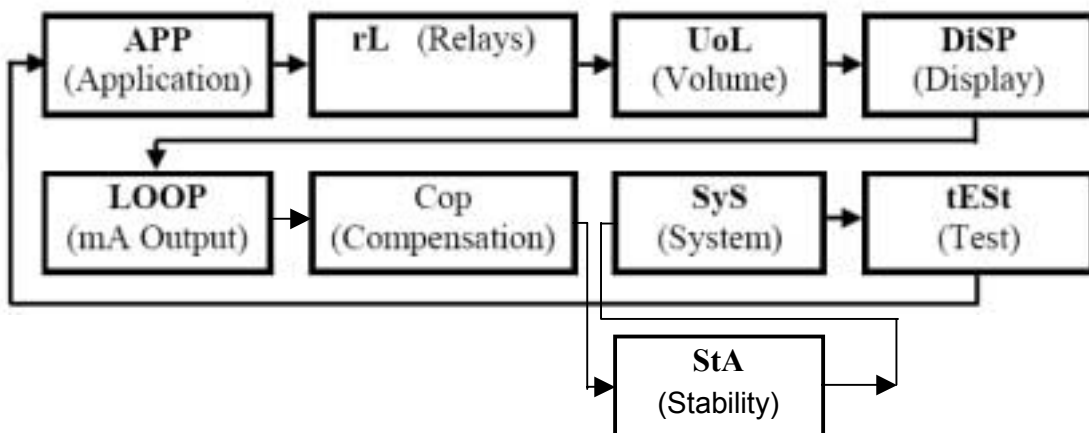 APP
(Application)
rL (Relays)
UoL
(Volume)
DiSP
(Display)
LOOP
(mA Output)
Cop
(Compensation)
SyS
(System)
tESt
(Test)
StA
(Stability)